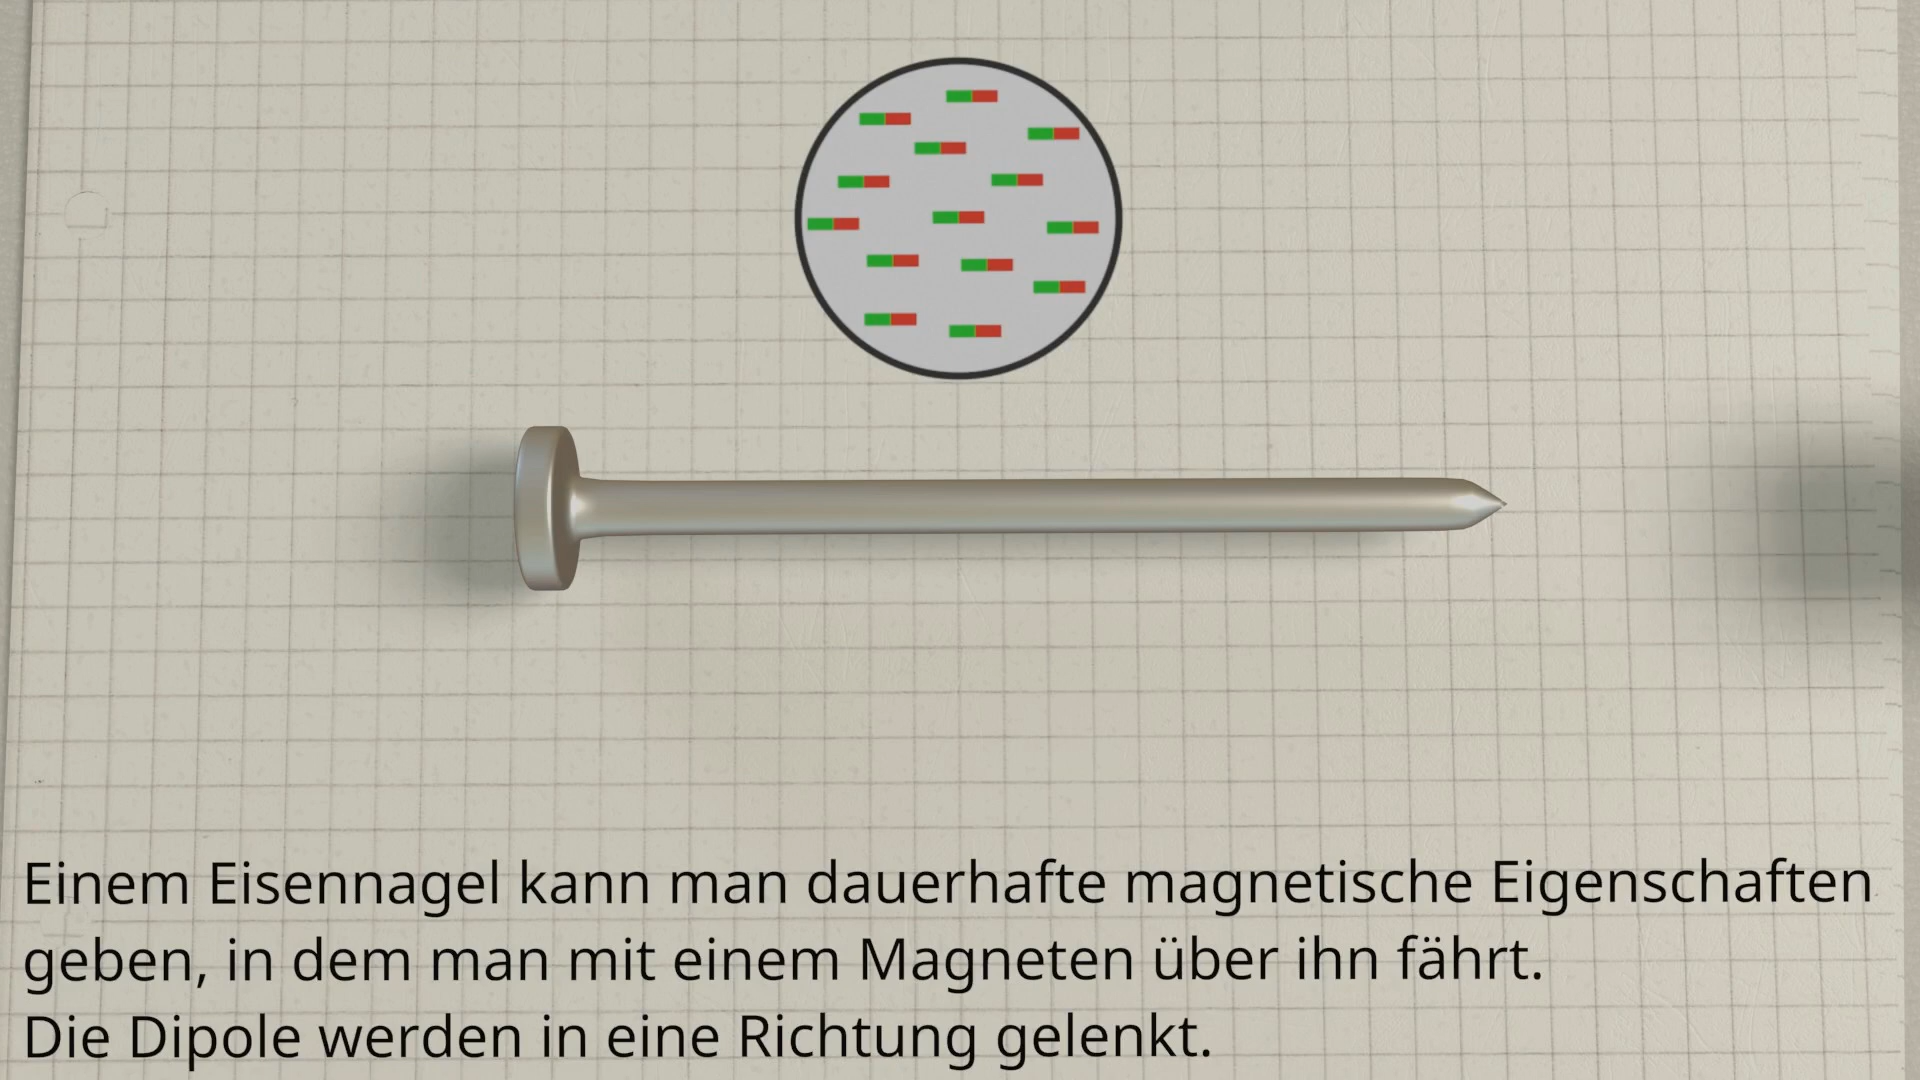 Einem Eisennagel kann man dauerhafte magnetische Eigenschaften
geben, in dem man mit einem Magneten über ihn fährt.
Die Dipole werden in eine Richtung gelenkt.